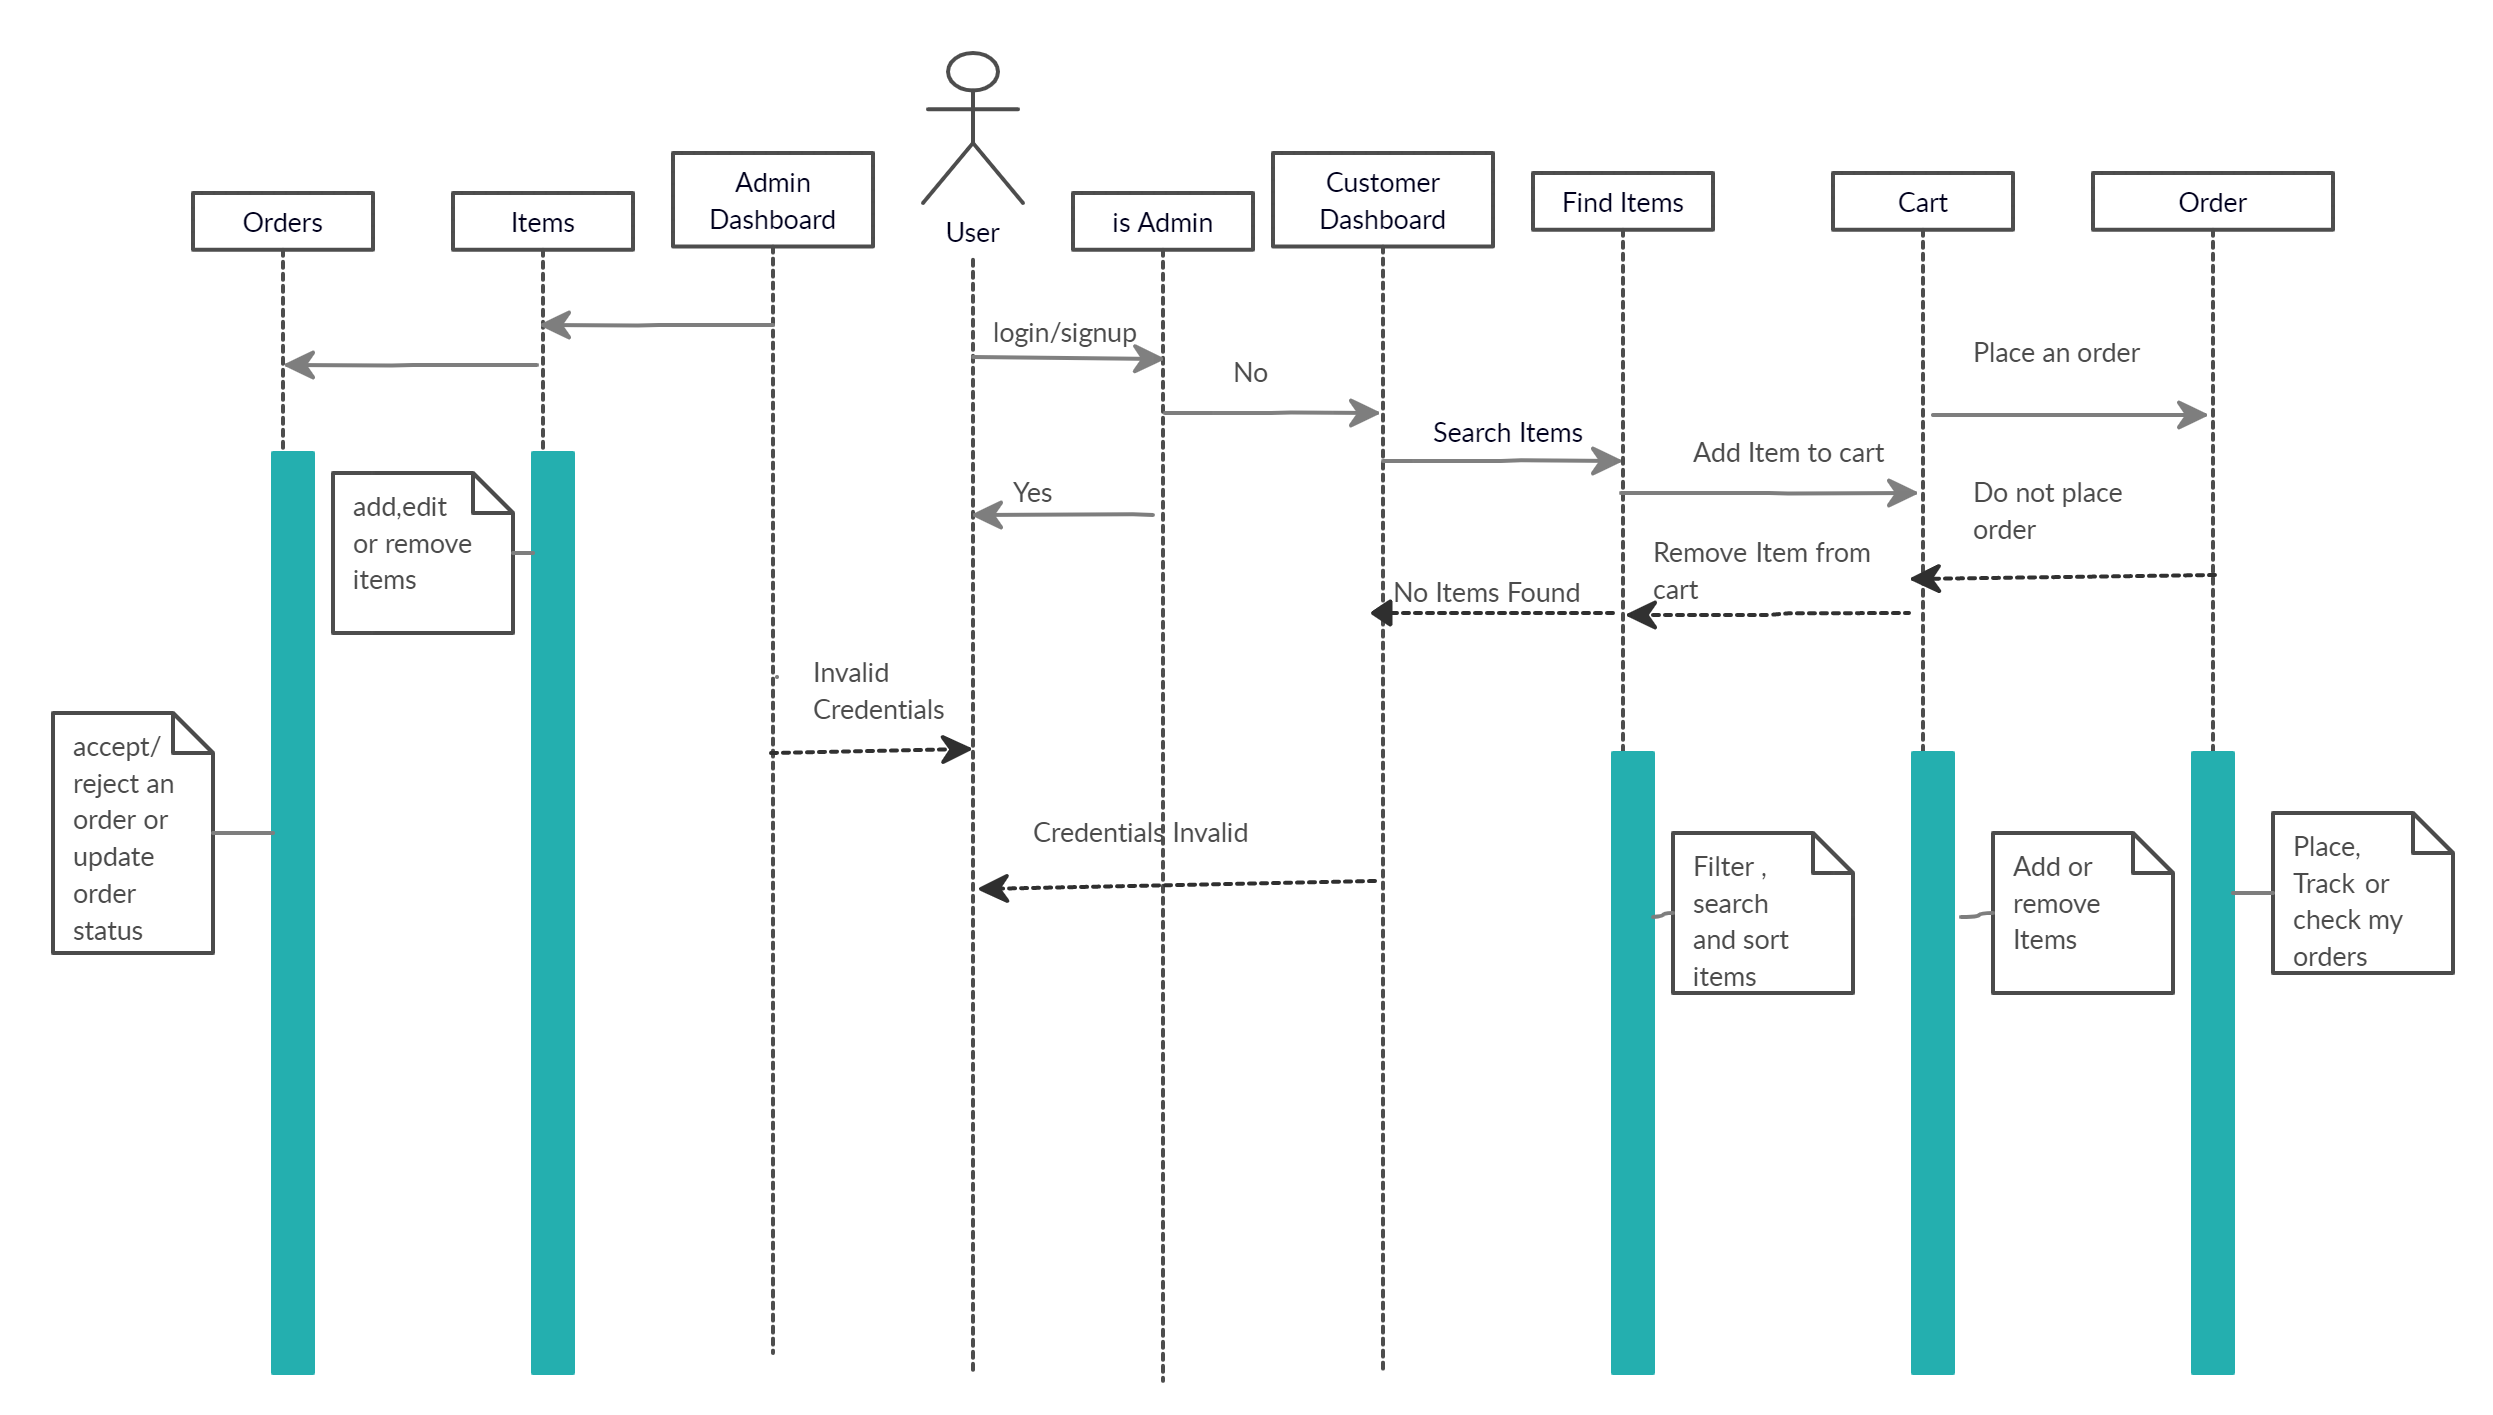 Admin
Dashboard
Customer
Dashboard
Orders
Items
User
is Admin
Find Items
Cart
Order
login/signup
No
Place an order
Search Items
Add Item to cart
Yes
Do not place
order
add,edit
or remove
items
Remove Item from
cart
No Items Found
Invalid
Credentials
accept/
reject an
order or
update
order
status
Credentials Invalid
Filter ,
search
and sort
items
Add or
remove
Items
Place,
Track or
check my
orders